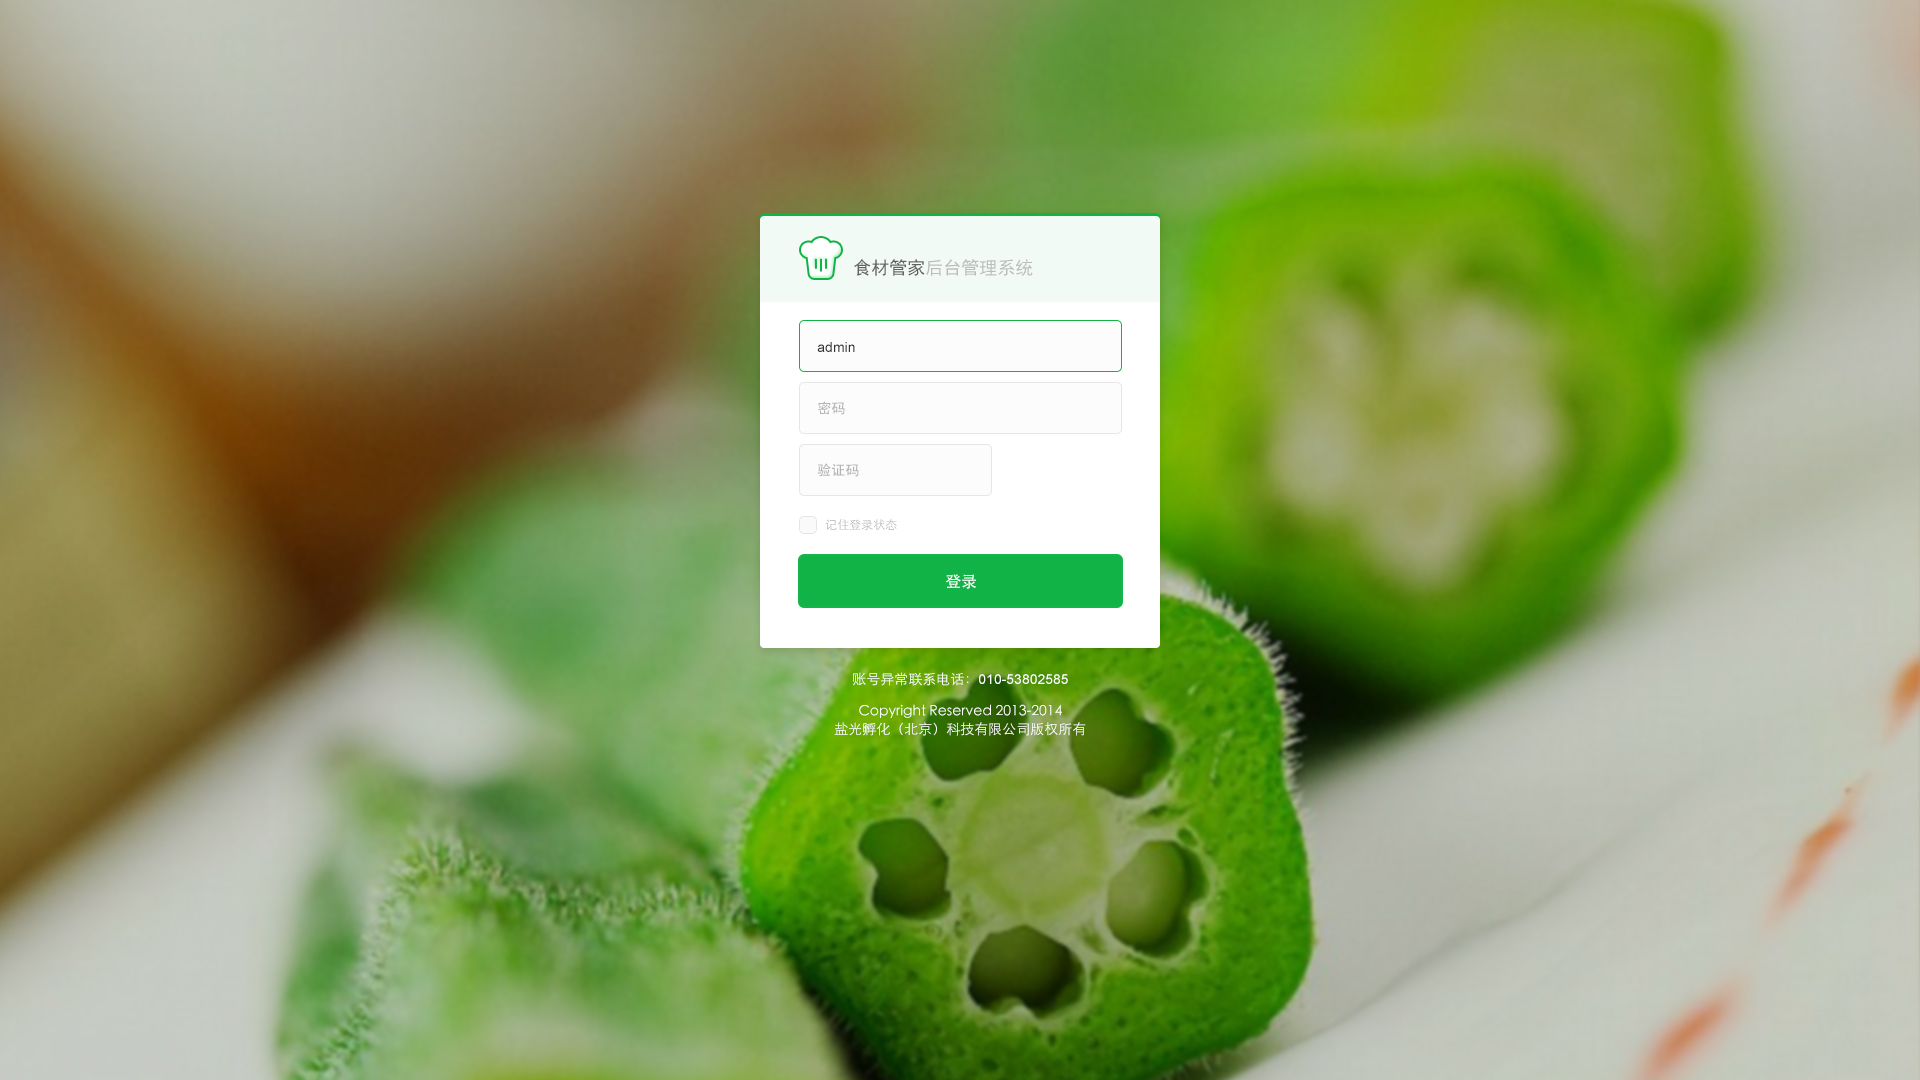 食材管家后台管理系统
admin
密码
验证码
记住登录状态
登录
账号异常联系电话：010-53802585
Copyright Reserved 2013-2014
盐光孵化（北京）科技有限公司版权所有